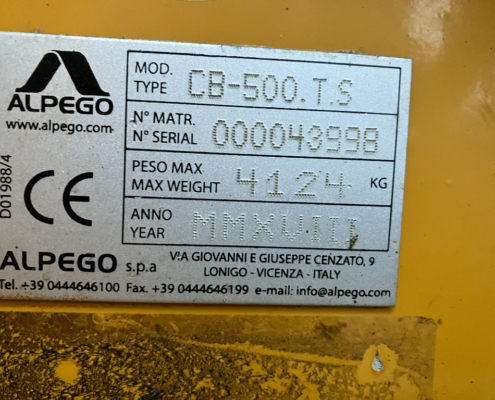 ALPEGO
www.alpego.com
D01988/4
CE
MOD.
TYPE CB-500.T.S
N° MATR.
N° SERIAL 000043998
PESO MAX
MAX WEIGHT 4124 KG
ANNO
YEAR MMXVIII
ALPEGO s.p.a
VIA GIOVANNI E GIUSEPPE CENZATO, 9
LONIGO - VICENZA - ITALY
Tel. +39 0444646100 Fax. +39 0444646199 e-mail: info@alpego.com